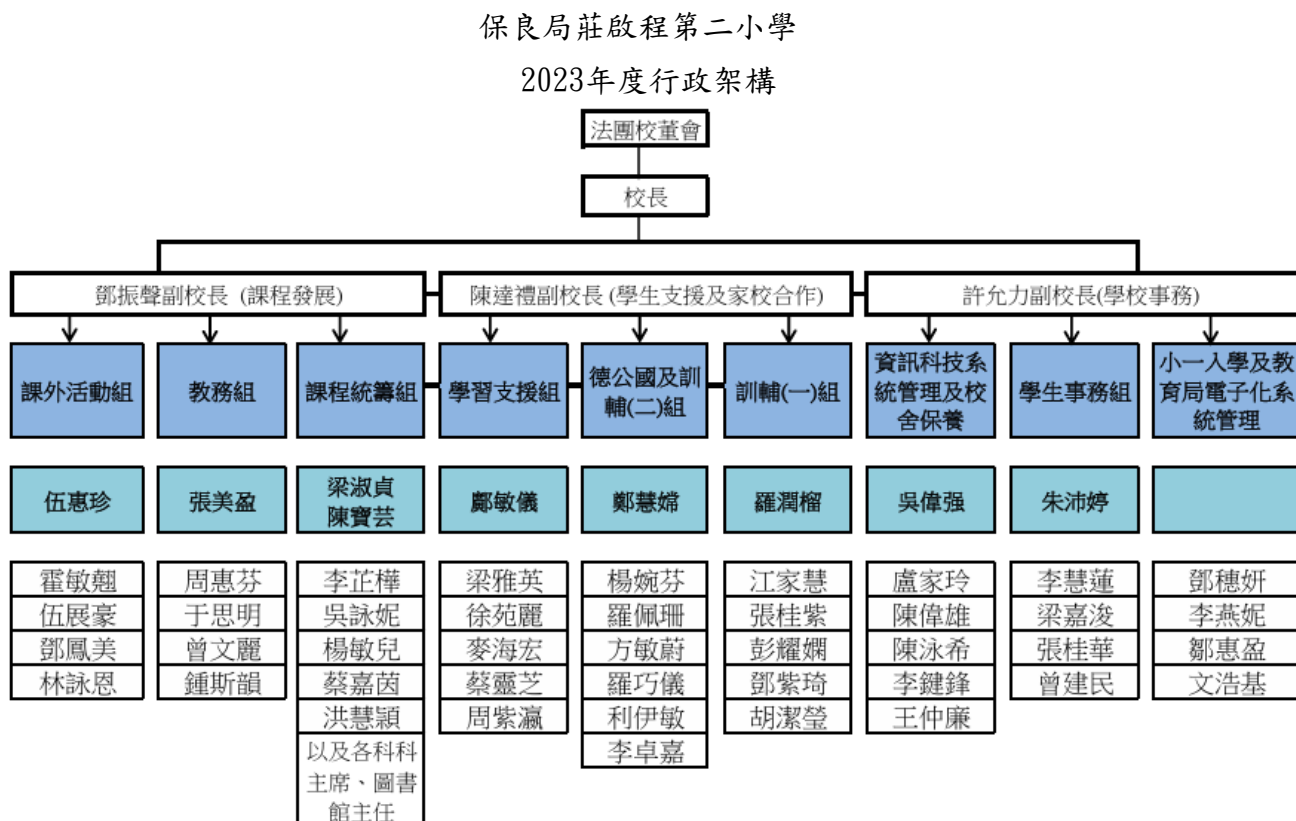 保良局莊啟程第二小學
2023年度行政架構
法團校董會
校長
鄧振聲副校長 (課程發展)
陳達禮副校長 (學生支援及家校合作)
許允力副校長(學校事務)
課外活動組
教務組
課程統籌組
學習支援組
德公國及訓
輔(二)組
訓輔(一)組
資訊科技系
統管理及校
舍保養
學生事務組
小一入學及教
育局電子化系
統管理
伍惠珍
張美盈
梁淑貞
陳寶芸
鄺敏儀
鄭慧嫦
羅潤榴
吳偉强
朱沛婷
霍敏翹
伍展豪
鄧鳳美
林詠恩
周惠芬
于思明
曾文麗
鍾斯韻
李芷樺
吳詠妮
楊敏兒
蔡嘉茵
洪慧頴
以及各科科
主席、圖書
館主任
梁雅英
徐苑麗
麥海宏
蔡靈芝
周紫瀛
楊婉芬
羅佩珊
方敏蔚
羅巧儀
利伊敏
李卓嘉
江家慧
張桂紫
彭耀嫻
鄧紫琦
胡潔瑩
盧家玲
陳偉雄
陳泳希
李鍵鋒
王仲廉
李慧蓮
梁嘉浚
張桂華
曾建民
鄧穗妍
李燕妮
鄒惠盈
文浩基